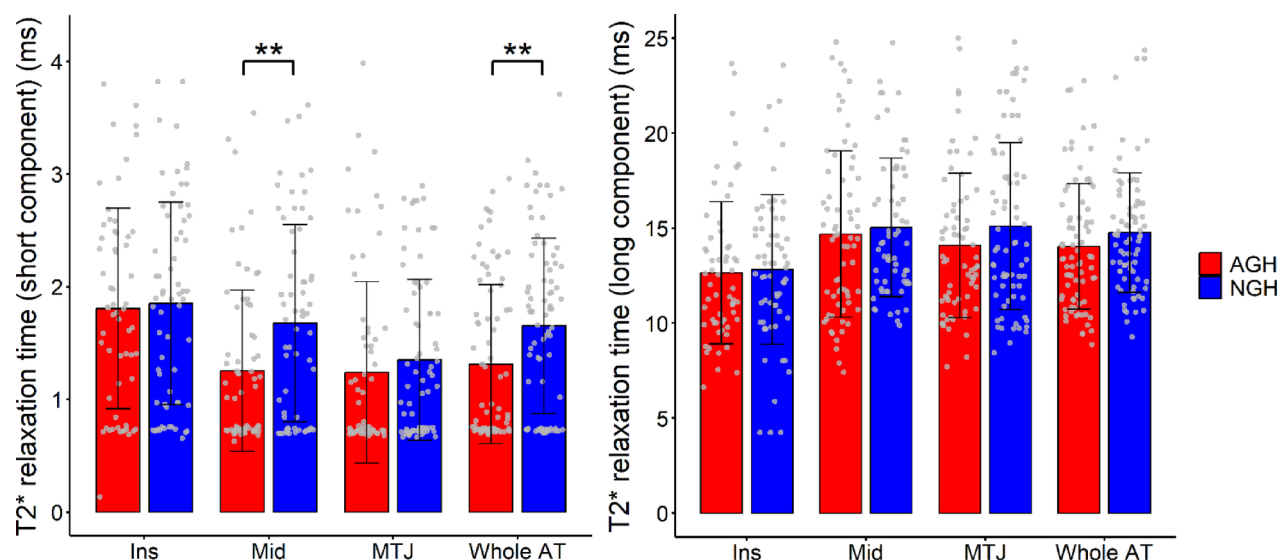 T2* relaxation time (short component) (ms)
4
3
2
1
0
**
**
Ins Mid MTJ Whole AT
T2* relaxation time (long component) (ms)
25
20
15
10
5
0
Ins Mid MTJ Whole AT
AGH
NGH